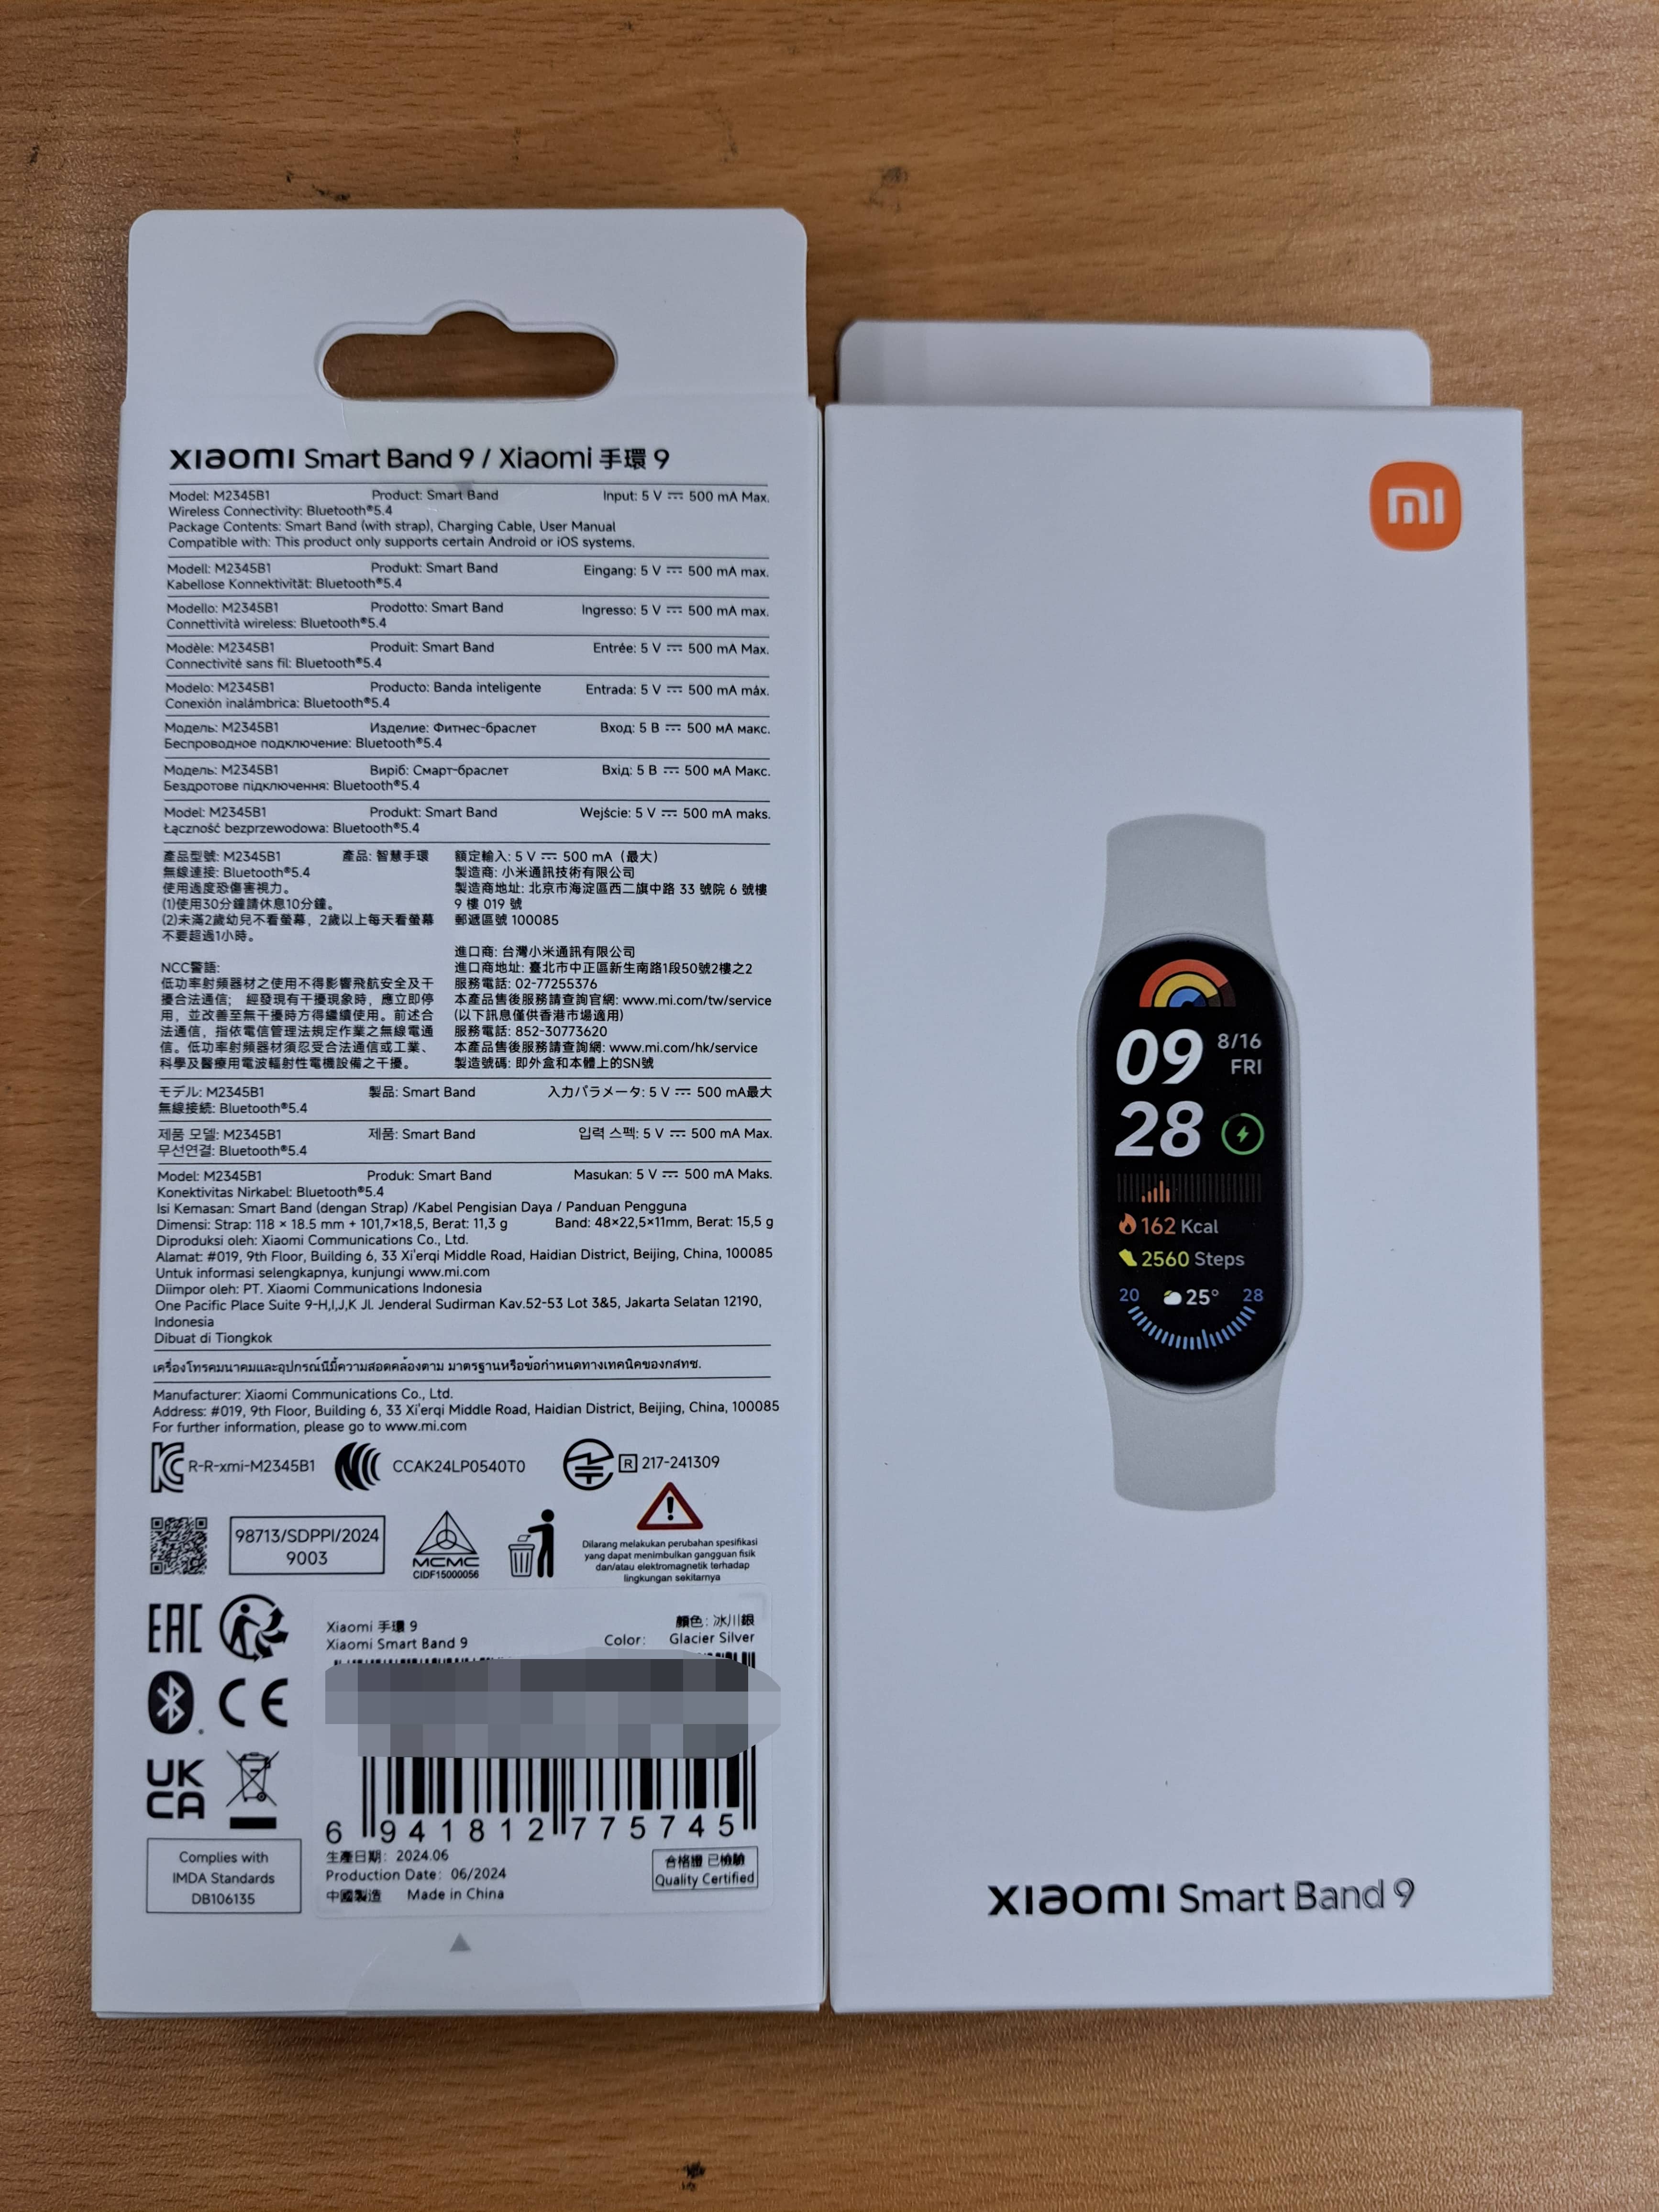 xiaomi Smart Band 9 / Xiaomi 手環 9
Model: M2345B1 Product: Smart Band Input: 5 V ⎓ 500 mA Max.
Wireless Connectivity: Bluetooth®5.4
Package Contents: Smart Band (with strap), Charging Cable, User Manual
Compatible with: This product only supports certain Android or iOS systems.
Modell: M2345B1 Produkt: Smart Band Eingang: 5 V ⎓ 500 mA max.
Kabellose Konnektivität: Bluetooth®5.4
Modello: M2345B1 Prodotto: Smart Band Ingresso: 5 V ⎓ 500 mA max.
Connettività wireless: Bluetooth®5.4
Modèle: M2345B1 Produit: Smart Band Entrée: 5 V ⎓ 500 mA Max.
Connectivité sans fil: Bluetooth®5.4
Modelo: M2345B1 Producto: Banda inteligente Entrada: 5 V ⎓ 500 mA máx.
Conexión inalámbrica: Bluetooth®5.4
Модель: M2345B1 Изделие: Фитнес-браслет Вход: 5 В ⎓ 500 мА макс.
Беспроводное подключение: Bluetooth®5.4
Модель: M2345B1 Виріб: Смарт-браслет Вхід: 5 В ⎓ 500 мА Макс.
Бездротове підключення: Bluetooth®5.4
Model: M2345B1 Produkt: Smart Band Wejście: 5 V ⎓ 500 mA maks.
Łączność bezprzewodowa: Bluetooth®5.4
產品型號: M2345B1 產品: 智慧手環
無線連接: Bluetooth®5.4
使用過度恐傷害視力。
(1)使用30分鐘請休息10分鐘。
(2)未滿2歲幼兒不看螢幕，2歲以上每天看螢幕
不要超過1小時。
NCC警語:
低功率射頻器材之使用不得影響飛航安全及干
擾合法通信； 經發現有干擾現象時，應立即停
用，並改善至無干擾時方得繼續使用。前述合
法通信，指依電信管理法規定作業之無線電通
信。低功率射頻器材須忍受合法通信或工業、
科學及醫療用電波輻射性電機設備之干擾。
額定輸入: 5 V ⎓ 500 mA（最大）
製造商: 小米通訊技術有限公司
製造商地址: 北京市海淀區西二旗中路 33 號院 6 號樓
9 樓 019 號
郵遞區號 100085
進口商: 台灣小米通訊有限公司
進口商地址: 臺北市中正區新生南路1段50號2樓之2
服務電話: 02-77255376
本產品售後服務請查詢官網: www.mi.com/tw/service
(以下訊息僅供香港市場適用)
服務電話: 852-30773620
本產品售後服務請查詢網: www.mi.com/hk/service
製造號碼: 即外盒和本體上的SN號
モデル: M2345B1 製品: Smart Band 入力パラメータ: 5 V ⎓ 500 mA最大
無線接続: Bluetooth®5.4
제품 모델: M2345B1 제품: Smart Band 입력 스펙: 5 V ⎓ 500 mA Max.
무선연결: Bluetooth®5.4
Model: M2345B1 Produk: Smart Band Masukan: 5 V ⎓ 500 mA Maks.
Konektivitas Nirkabel: Bluetooth®5.4
Isi Kemasan: Smart Band (dengan Strap) /Kabel Pengisian Daya / Panduan Pengguna
Dimensi: Strap: 118 × 18.5 mm + 101,7×18,5, Berat: 11,3 g Band: 48×22,5×11mm, Berat: 15,5 g
Diproduksi oleh: Xiaomi Communications Co., Ltd.
Alamat: #019, 9th Floor, Building 6, 33 Xi'erqi Middle Road, Haidian District, Beijing, China, 100085
Untuk informasi selengkapnya, kunjungi www.mi.com
Diimpor oleh: PT. Xiaomi Communications Indonesia
One Pacific Place Suite 9-H,I,J,K Jl. Jenderal Sudirman Kav.52-53 Lot 3&5, Jakarta Selatan 12190,
Indonesia
Dibuat di Tiongkok
เครื่องโทรคมนาคมและอุปกรณ์นี้มีความสอดคล้องตาม มาตรฐานหรือข้อกำหนดทางเทคนิคของกสทช.
Manufacturer: Xiaomi Communications Co., Ltd.
Address: #019, 9th Floor, Building 6, 33 Xi'erqi Middle Road, Haidian District, Beijing, China, 100085
For further information, please go to www.mi.com
R-R-xmi-M2345B1 CCAK24LP0540T0 R 217-241309
98713/SDPPI/2024
9003
MCMC
CIDF15000056
Dilarang melakukan perubahan spesifikasi
yang dapat menimbulkan gangguan fisik
dan/atau elektromagnetik terhadap
lingkungan sekitarnya
EAC
CE
UK
CA
Complies with
IMDA Standards
DB106135
Xiaomi 手環 9 顏色: 冰川銀
Xiaomi Smart Band 9 Color: Glacier Silver
6 941812 775745
生產日期: 2024.06
Production Date: 06/2024
中國製造 Made in China
合格證 已檢驗
Quality Certified
mi
09 8/16
FRI
28
162 Kcal
2560 Steps
20 25° 28
xiaomi Smart Band 9